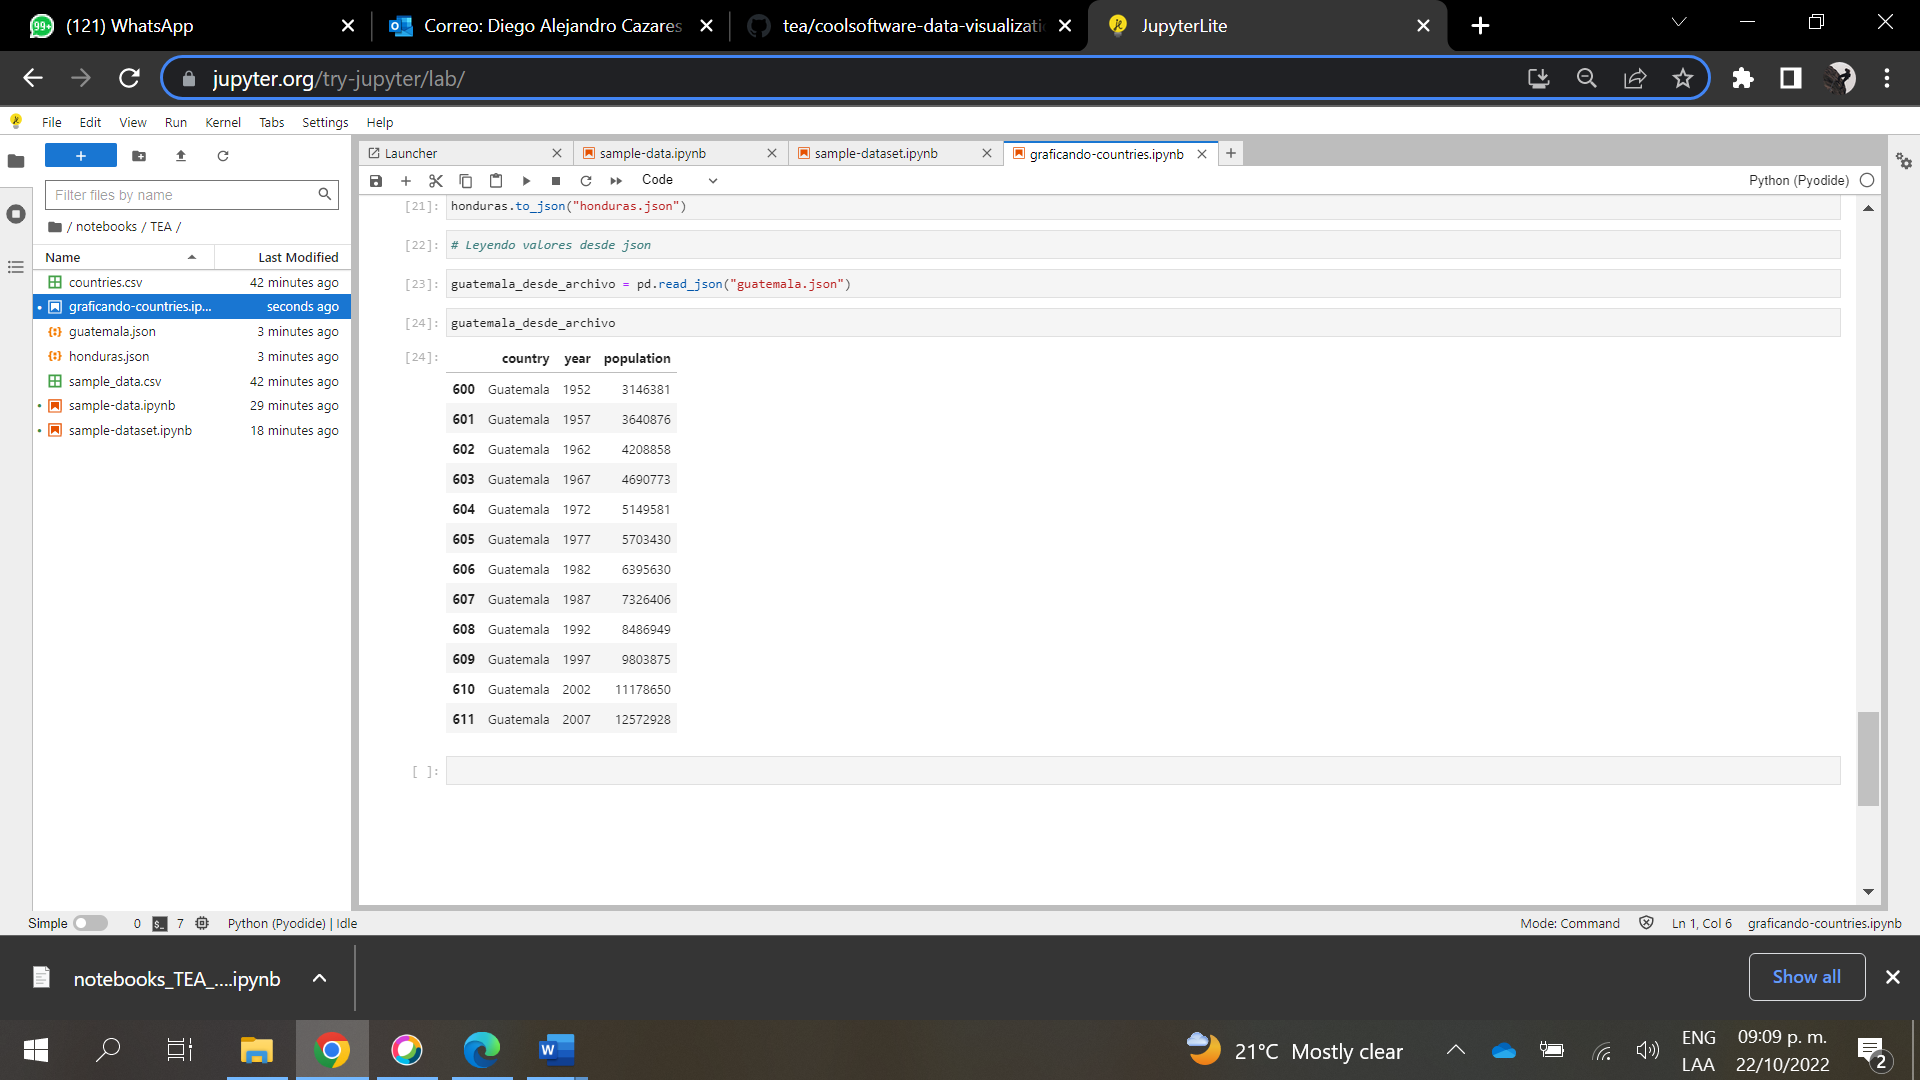 (121) WhatsApp
Correo: Diego Alejandro Cazares
tea/coolsoftware-data-visualizati
JupyterLite
jupyter.org/try-jupyter/lab/
File Edit View Run Kernel Tabs Settings Help
Filter files by name
/ notebooks / TEA /
Name Last Modified
countries.csv 42 minutes ago
graficando-countries.ip... seconds ago
guatemala.json 3 minutes ago
honduras.json 3 minutes ago
sample_data.csv 42 minutes ago
sample-data.ipynb 29 minutes ago
sample-dataset.ipynb 18 minutes ago
Launcher
sample-data.ipynb
sample-dataset.ipynb
graficando-countries.ipynb
Code
Python (Pyodide)
[21]: honduras.to_json("honduras.json")
[22]: # Leyendo valores desde json
[23]: guatemala_desde_archivo = pd.read_json("guatemala.json")
[24]: guatemala_desde_archivo
[24]: country year population
600 Guatemala 1952 3146381
601 Guatemala 1957 3640876
602 Guatemala 1962 4208858
603 Guatemala 1967 4690773
604 Guatemala 1972 5149581
605 Guatemala 1977 5703430
606 Guatemala 1982 6395630
607 Guatemala 1987 7326406
608 Guatemala 1992 8486949
609 Guatemala 1997 9803875
610 Guatemala 2002 11178650
611 Guatemala 2007 12572928
[ ]:
Simple 0 7 Python (Pyodide) | Idle
Mode: Command Ln 1, Col 6 graficando-countries.ipynb
notebooks_TEA_....ipynb
Show all
21°C Mostly clear
ENG
LAA
09:09 p. m.
22/10/2022
2